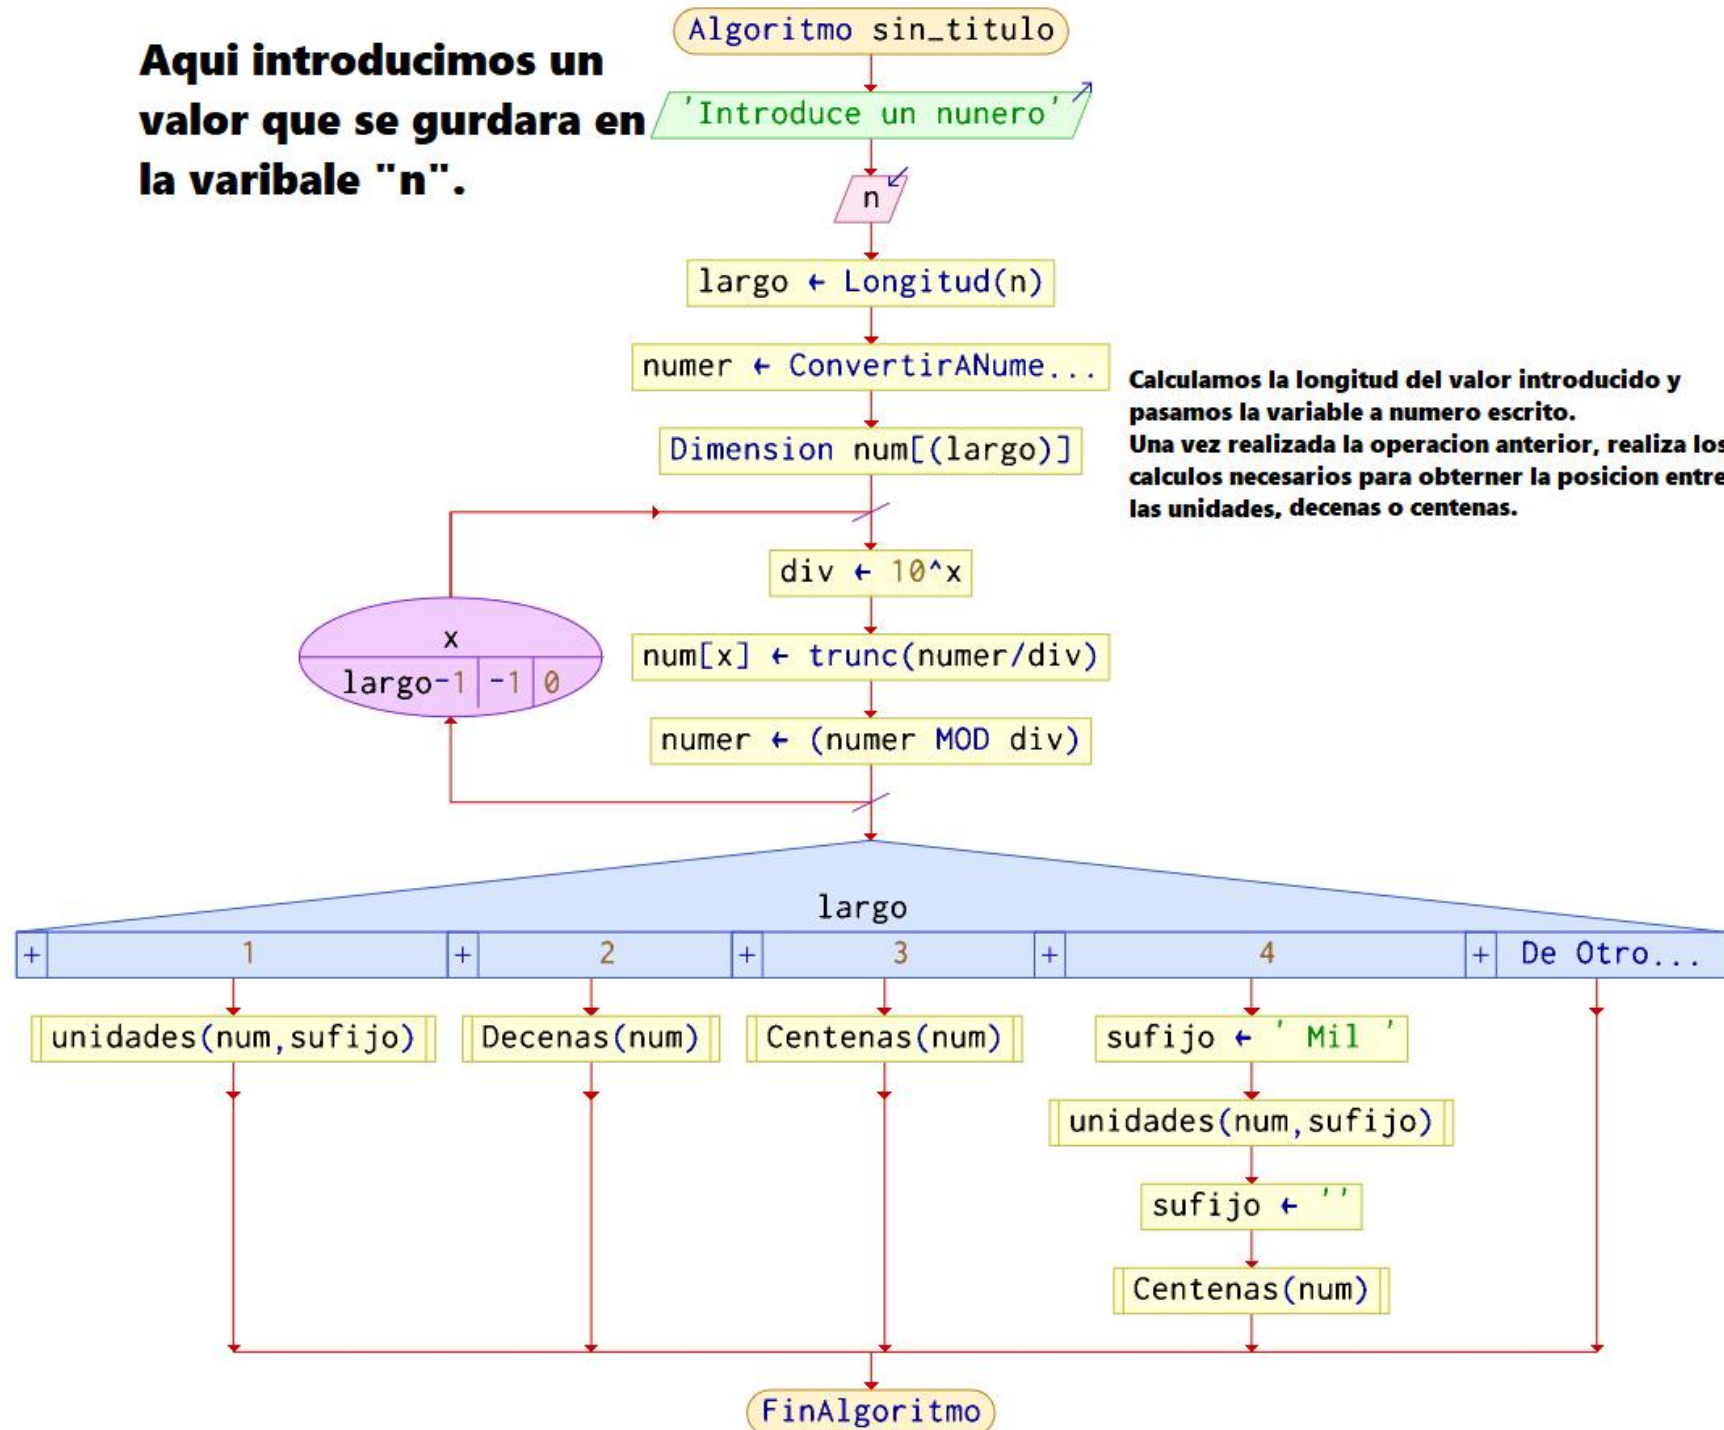 Algoritmo sin_titulo
Aqui introducimos un
valor que se gurdara en
la varibale "n".
'Introduce un nunero'
n
largo ← Longitud(n)
numer ← ConvertirANume...
Dimension num[(largo)]
Calculamos la longitud del valor introducido y
pasamos la variable a numero escrito.
Una vez realizada la operacion anterior, realiza los
calculos necesarios para obterner la posicion entre
las unidades, decenas o centenas.
div ← 10^x
x
largo-1 -1 0
num[x] ← trunc(numer/div)
numer ← (numer MOD div)
largo
+ 1 + 2 + 3 + 4 + De Otro...
unidades(num,sufijo) Decenas(num) Centenas(num) sufijo ← ' Mil '
unidades(num,sufijo)
sufijo ← ''
Centenas(num)
FinAlgoritmo